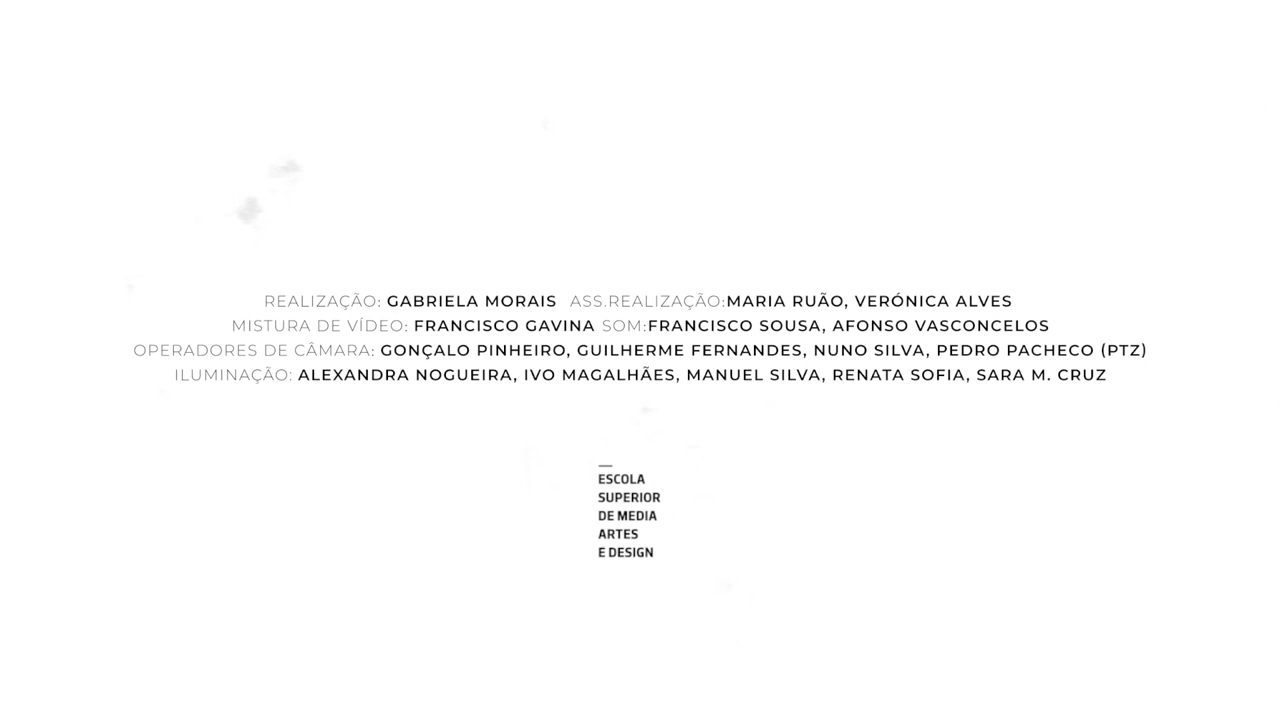 REALIZAÇÃO: GABRIELA MORAIS ASS.REALIZAÇÃO:MARIA RUÃO, VERÓNICA ALVES
MISTURA DE VÍDEO: FRANCISCO GAVINA SOM:FRANCISCO SOUSA, AFONSO VASCONCELOS
OPERADORES DE CÂMARA: GONÇALO PINHEIRO, GUILHERME FERNANDES, NUNO SILVA, PEDRO PACHECO (PTZ)
ILUMINAÇÃO: ALEXANDRA NOGUEIRA, IVO MAGALHÃES, MANUEL SILVA, RENATA SOFIA, SARA M. CRUZ
ESCOLA
SUPERIOR
DE MEDIA
ARTES
E DESIGN